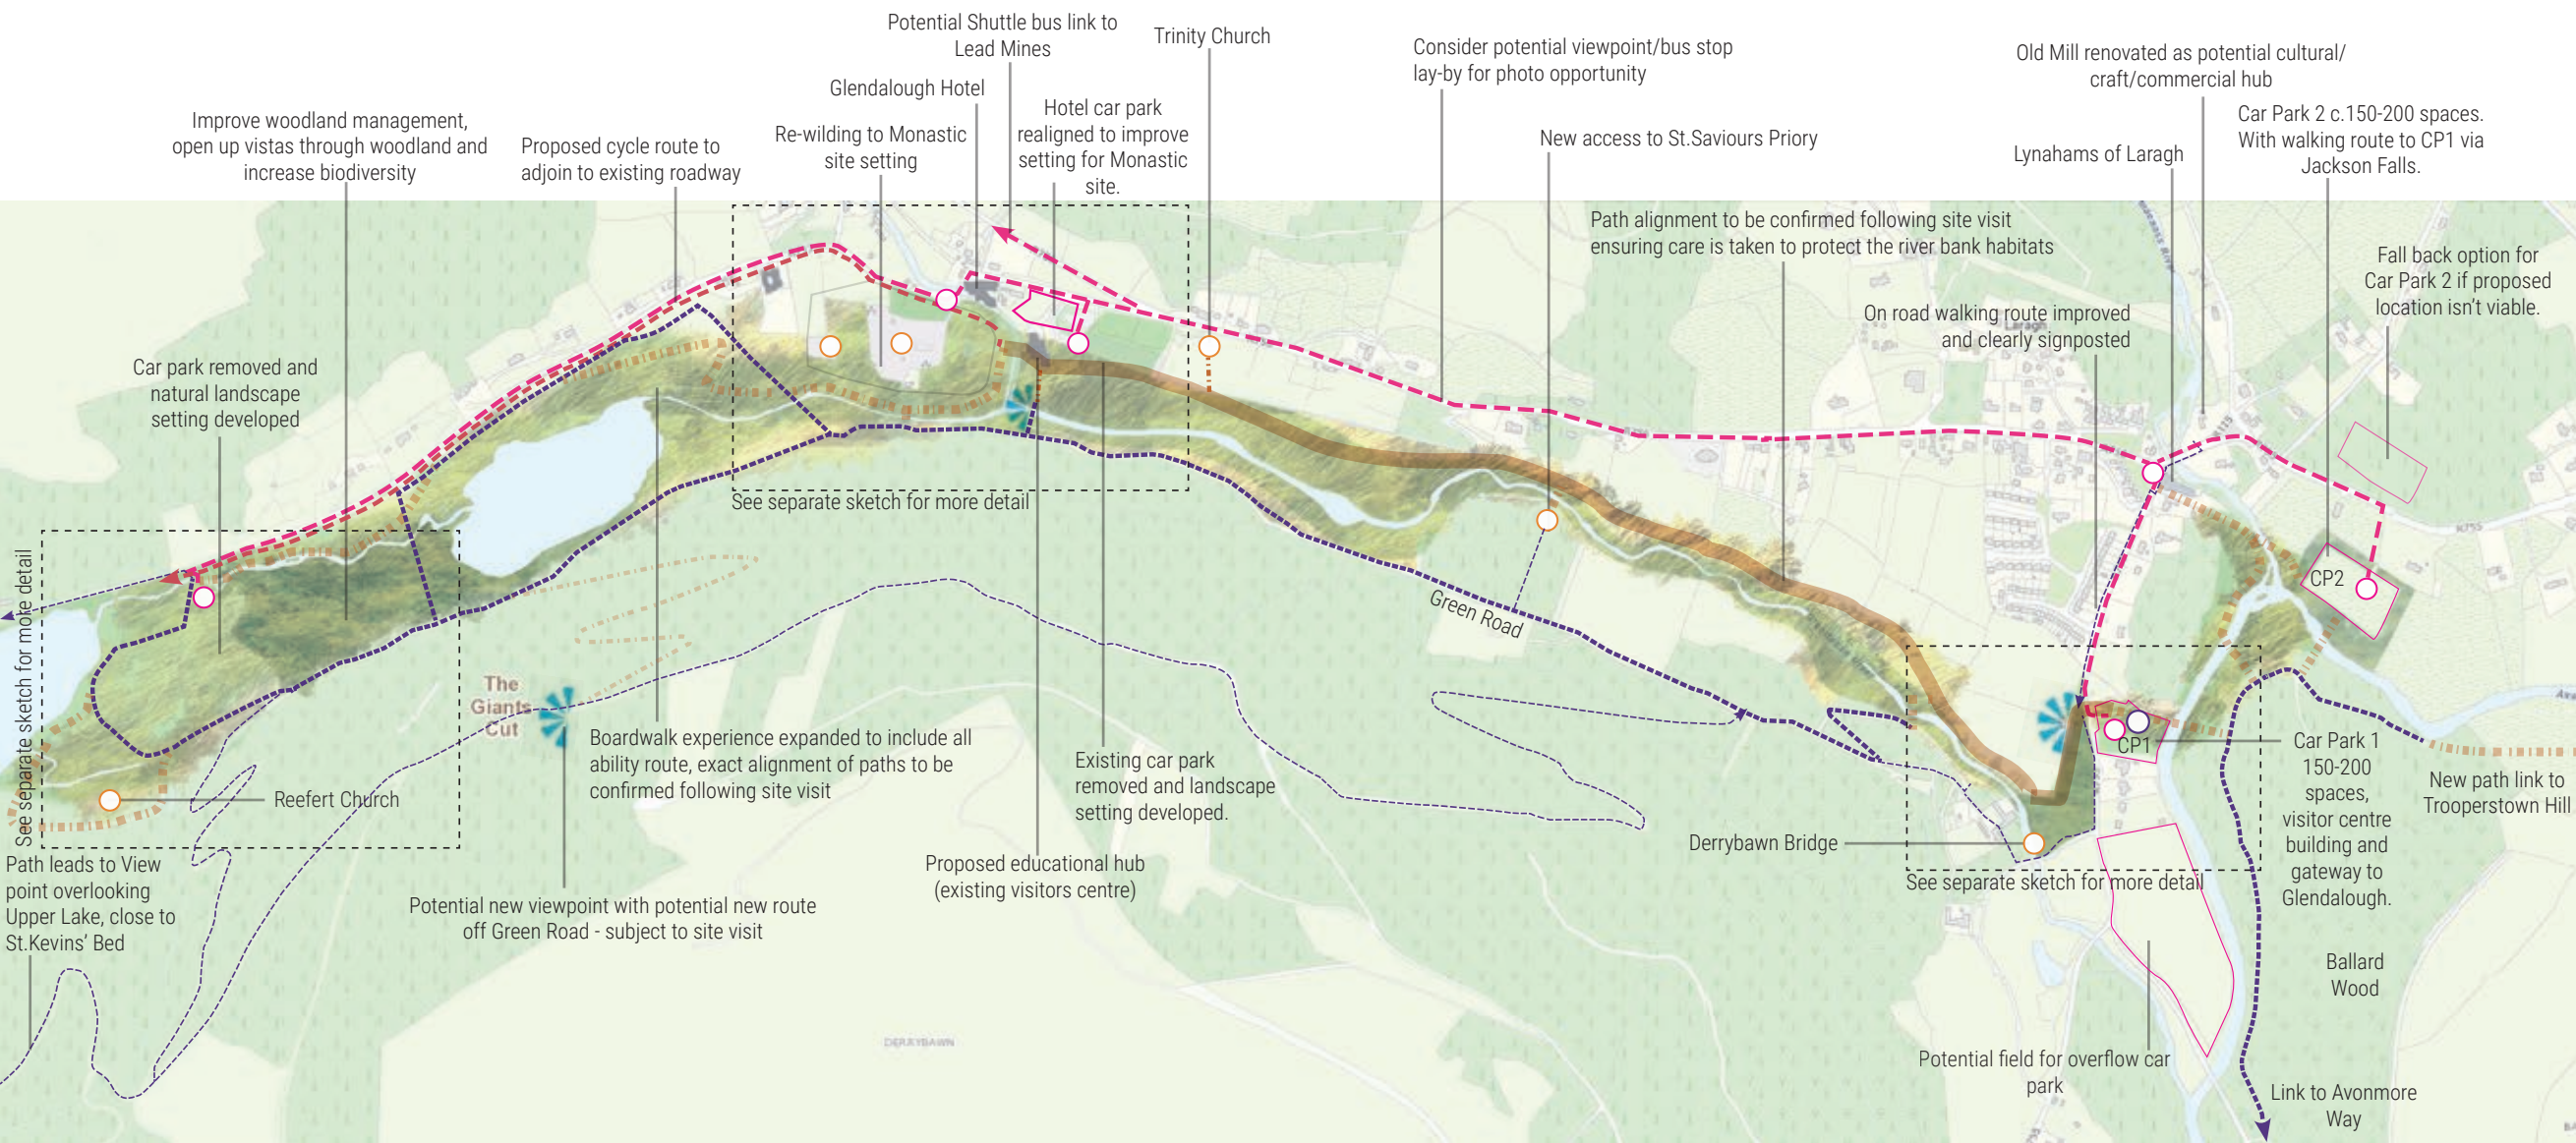 Potential Shuttle bus link to
Lead Mines
Trinity Church
Glendalough Hotel
Consider potential viewpoint/bus stop
lay-by for photo opportunity
Old Mill renovated as potential cultural/
craft/commercial hub
Improve woodland management,
open up vistas through woodland and
increase biodiversity
Proposed cycle route to
adjoin to existing roadway
Re-wilding to Monastic
site setting
Hotel car park
realigned to improve
setting for Monastic
site.
New access to St.Saviours Priory
Lynahams of Laragh
Car Park 2 c.150-200 spaces.
With walking route to CP1 via
Jackson Falls.
Path alignment to be confirmed following site visit
ensuring care is taken to protect the river bank habitats
Fall back option for
Car Park 2 if proposed
location isn't viable.
On road walking route improved
and clearly signposted
Laragh
Car park removed and
natural landscape
setting developed
See separate sketch for more detail
R755
CP2
Green Road
See separate sketch for more detail
The
Giants
Cut
Boardwalk experience expanded to include all
ability route, exact alignment of paths to be
confirmed following site visit
Existing car park
removed and landscape
setting developed.
CP1
Car Park 1
150-200
spaces,
visitor centre
building and
gateway to
Glendalough.
New path link to
Trooperstown Hill
Reefert Church
Derrybawn Bridge
Path leads to View
point overlooking
Upper Lake, close to
St.Kevins' Bed
Proposed educational hub
(existing visitors centre)
See separate sketch for more detail
Potential new viewpoint with potential new route
off Green Road - subject to site visit
Ballard
Wood
DERRYBAWN
Potential field for overflow car
park
Link to Avonmore
Way